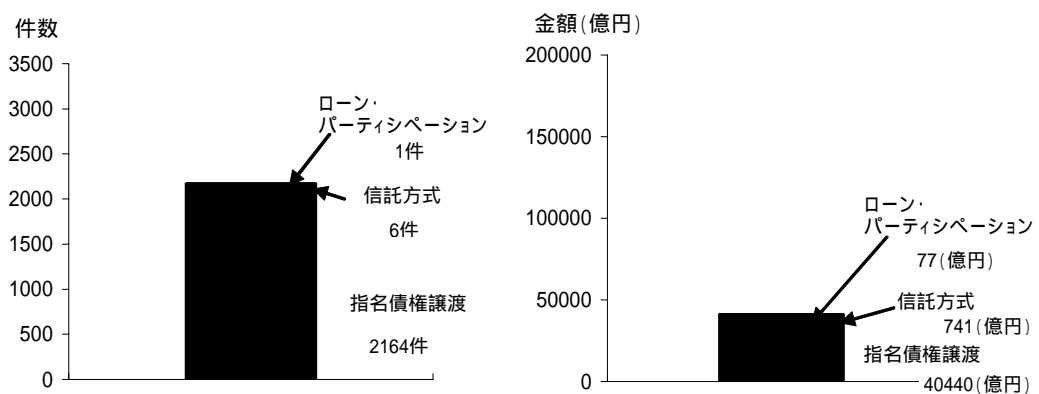 件数
3500
3000
2500
2000
1500
1000
500
0
ローン・
パーティシペーション
1件
信託方式
6件
指名債権譲渡
2164件
金額(億円)
200000
150000
100000
50000
0
ローン・
パーティシペーション
77(億円)
信託方式
741(億円)
指名債権譲渡
40440(億円)